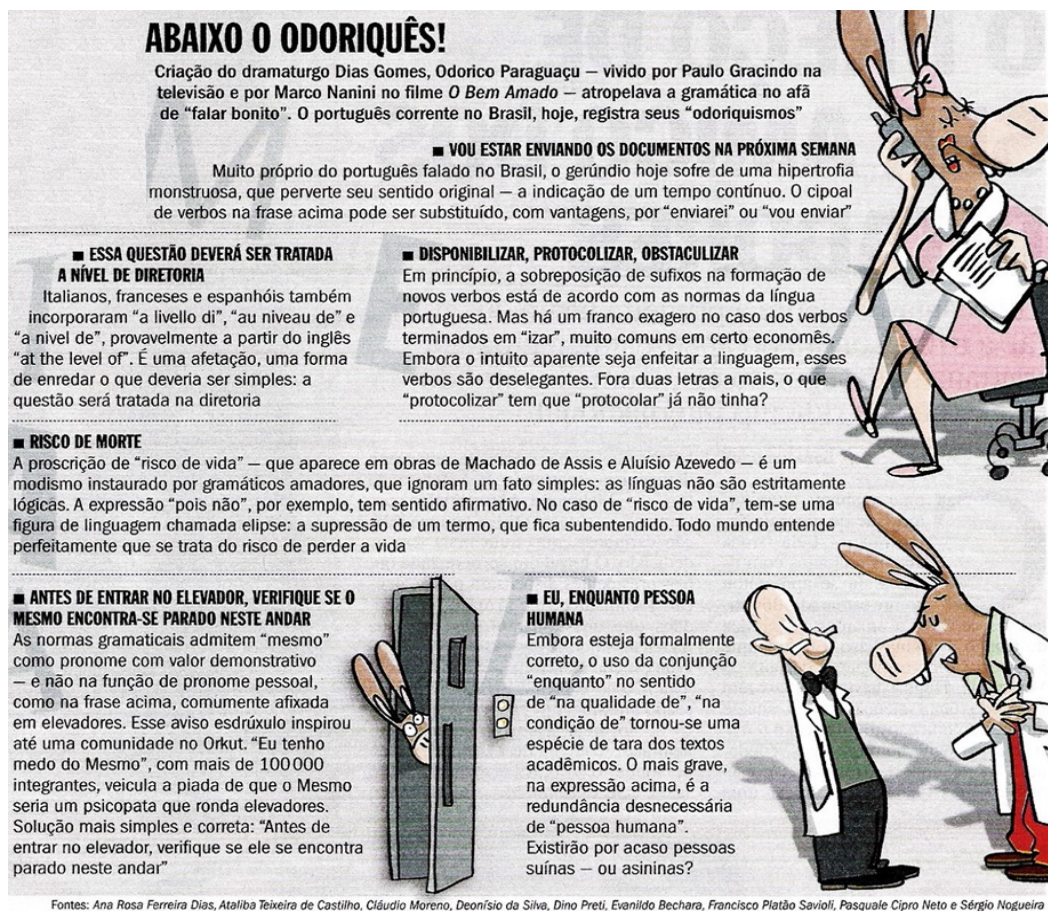 ABAIXO O ODORIQUÊS!
Criação do dramaturgo Dias Gomes, Odorico Paraguaçu — vivido por Paulo Gracindo na
televisão e por Marco Nanini no filme O Bem Amado — atropelava a gramática no afã
de “falar bonito”. O português corrente no Brasil, hoje, registra seus “odoriquismos”
■ VOU ESTAR ENVIANDO OS DOCUMENTOS NA PRÓXIMA SEMANA
Muito próprio do português falado no Brasil, o gerúndio hoje sofre de uma hipertrofia
monstruosa, que perverte seu sentido original — a indicação de um tempo contínuo. O cipoal
de verbos na frase acima pode ser substituído, com vantagens, por “enviarei” ou “vou enviar”
■ ESSA QUESTÃO DEVERÁ SER TRATADA
A NÍVEL DE DIRETORIA
Italianos, franceses e espanhóis também
incorporaram “a livello di”, “au niveau de” e
“a nivel de”, provavelmente a partir do inglês
“at the level of”. É uma afetação, uma forma
de enredar o que deveria ser simples: a
questão será tratada na diretoria
■ DISPONIBILIZAR, PROTOCOLIZAR, OBSTACULIZAR
Em princípio, a sobreposição de sufixos na formação de
novos verbos está de acordo com as normas da língua
portuguesa. Mas há um franco exagero no caso dos verbos
terminados em “izar”, muito comuns em certo economês.
Embora o intuito aparente seja enfeitar a linguagem, esses
verbos são deselegantes. Fora duas letras a mais, o que
“protocolizar” tem que “protocolar” já não tinha?
■ RISCO DE MORTE
A proscrição de “risco de vida” — que aparece em obras de Machado de Assis e Aluísio Azevedo — é um
modismo instaurado por gramáticos amadores, que ignoram um fato simples: as línguas não são estritamente
lógicas. A expressão “pois não”, por exemplo, tem sentido afirmativo. No caso de “risco de vida”, tem-se uma
figura de linguagem chamada elipse: a supressão de um termo, que fica subentendido. Todo mundo entende
perfeitamente que se trata do risco de perder a vida
■ ANTES DE ENTRAR NO ELEVADOR, VERIFIQUE SE O
MESMO ENCONTRA-SE PARADO NESTE ANDAR
As normas gramaticais admitem “mesmo”
como pronome com valor demonstrativo
— e não na função de pronome pessoal,
como na frase acima, comumente afixada
em elevadores. Esse aviso esdrúxulo inspirou
até uma comunidade no Orkut. “Eu tenho
medo do Mesmo”, com mais de 100 000
integrantes, veicula a piada de que o Mesmo
seria um psicopata que ronda elevadores.
Solução mais simples e correta: “Antes de
entrar no elevador, verifique se ele se encontra
parado neste andar”
■ EU, ENQUANTO PESSOA
HUMANA
Embora esteja formalmente
correto, o uso da conjunção
“enquanto” no sentido
de “na qualidade de”, “na
condição de” tornou-se uma
espécie de tara dos textos
acadêmicos. O mais grave,
na expressão acima, é a
redundância desnecessária
de “pessoa humana”.
Existirão por acaso pessoas
suínas — ou asininas?
Fontes: Ana Rosa Ferreira Dias, Ataliba Teixeira de Castilho, Cláudio Moreno, Deonísio da Silva, Dino Preti, Evanildo Bechara, Francisco Platão Savioli, Pasquale Cipro Neto e Sérgio Nogueira